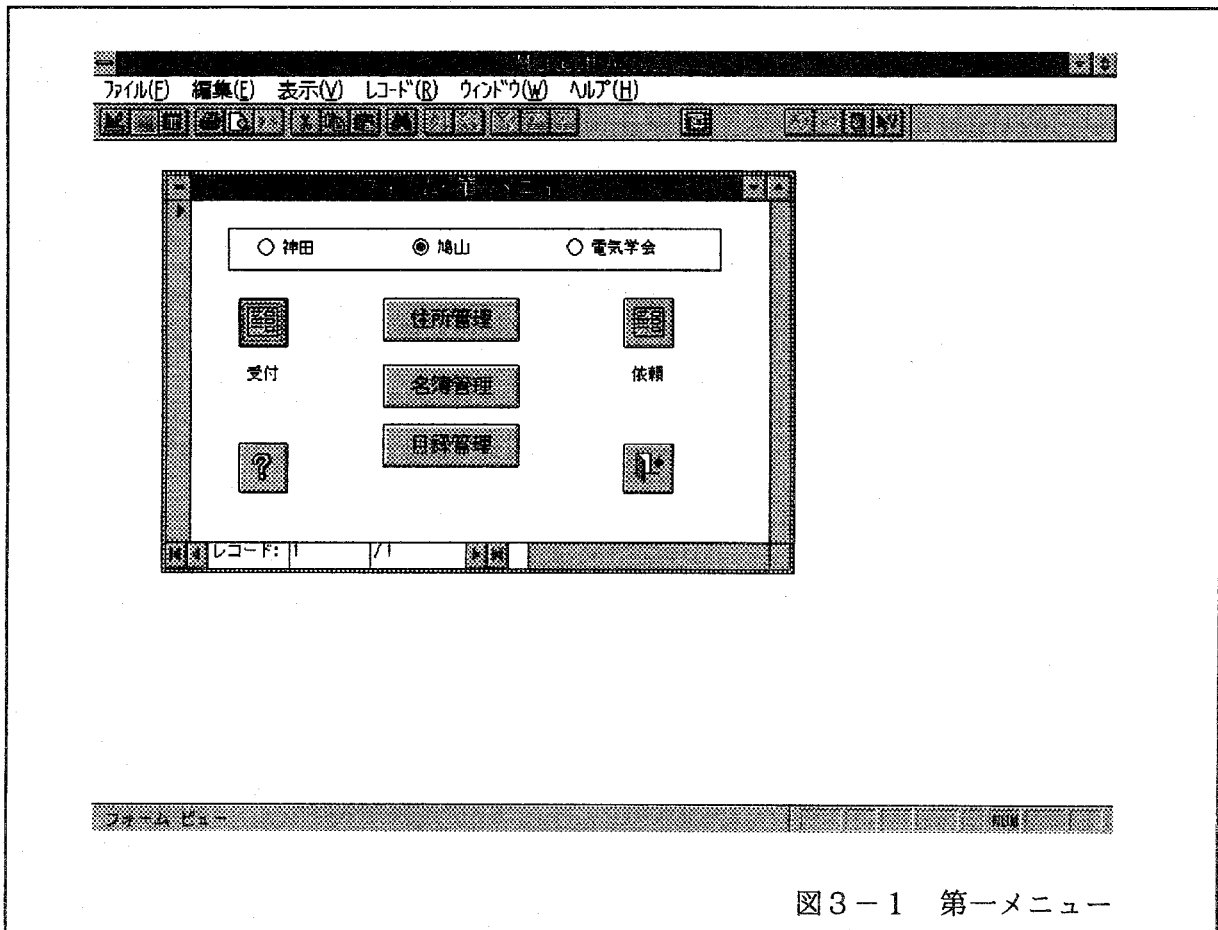 ファイル(F) 編集(E) 表示(V) レコード(R) ウィンドウ(W) ヘルプ(H)
神田 鳩山 電気学会
住所管理
受付 名簿管理 依頼
目録管理
?
レコード: 1 /1
フォーム ビュー NUM
図3-1 第一メニュー